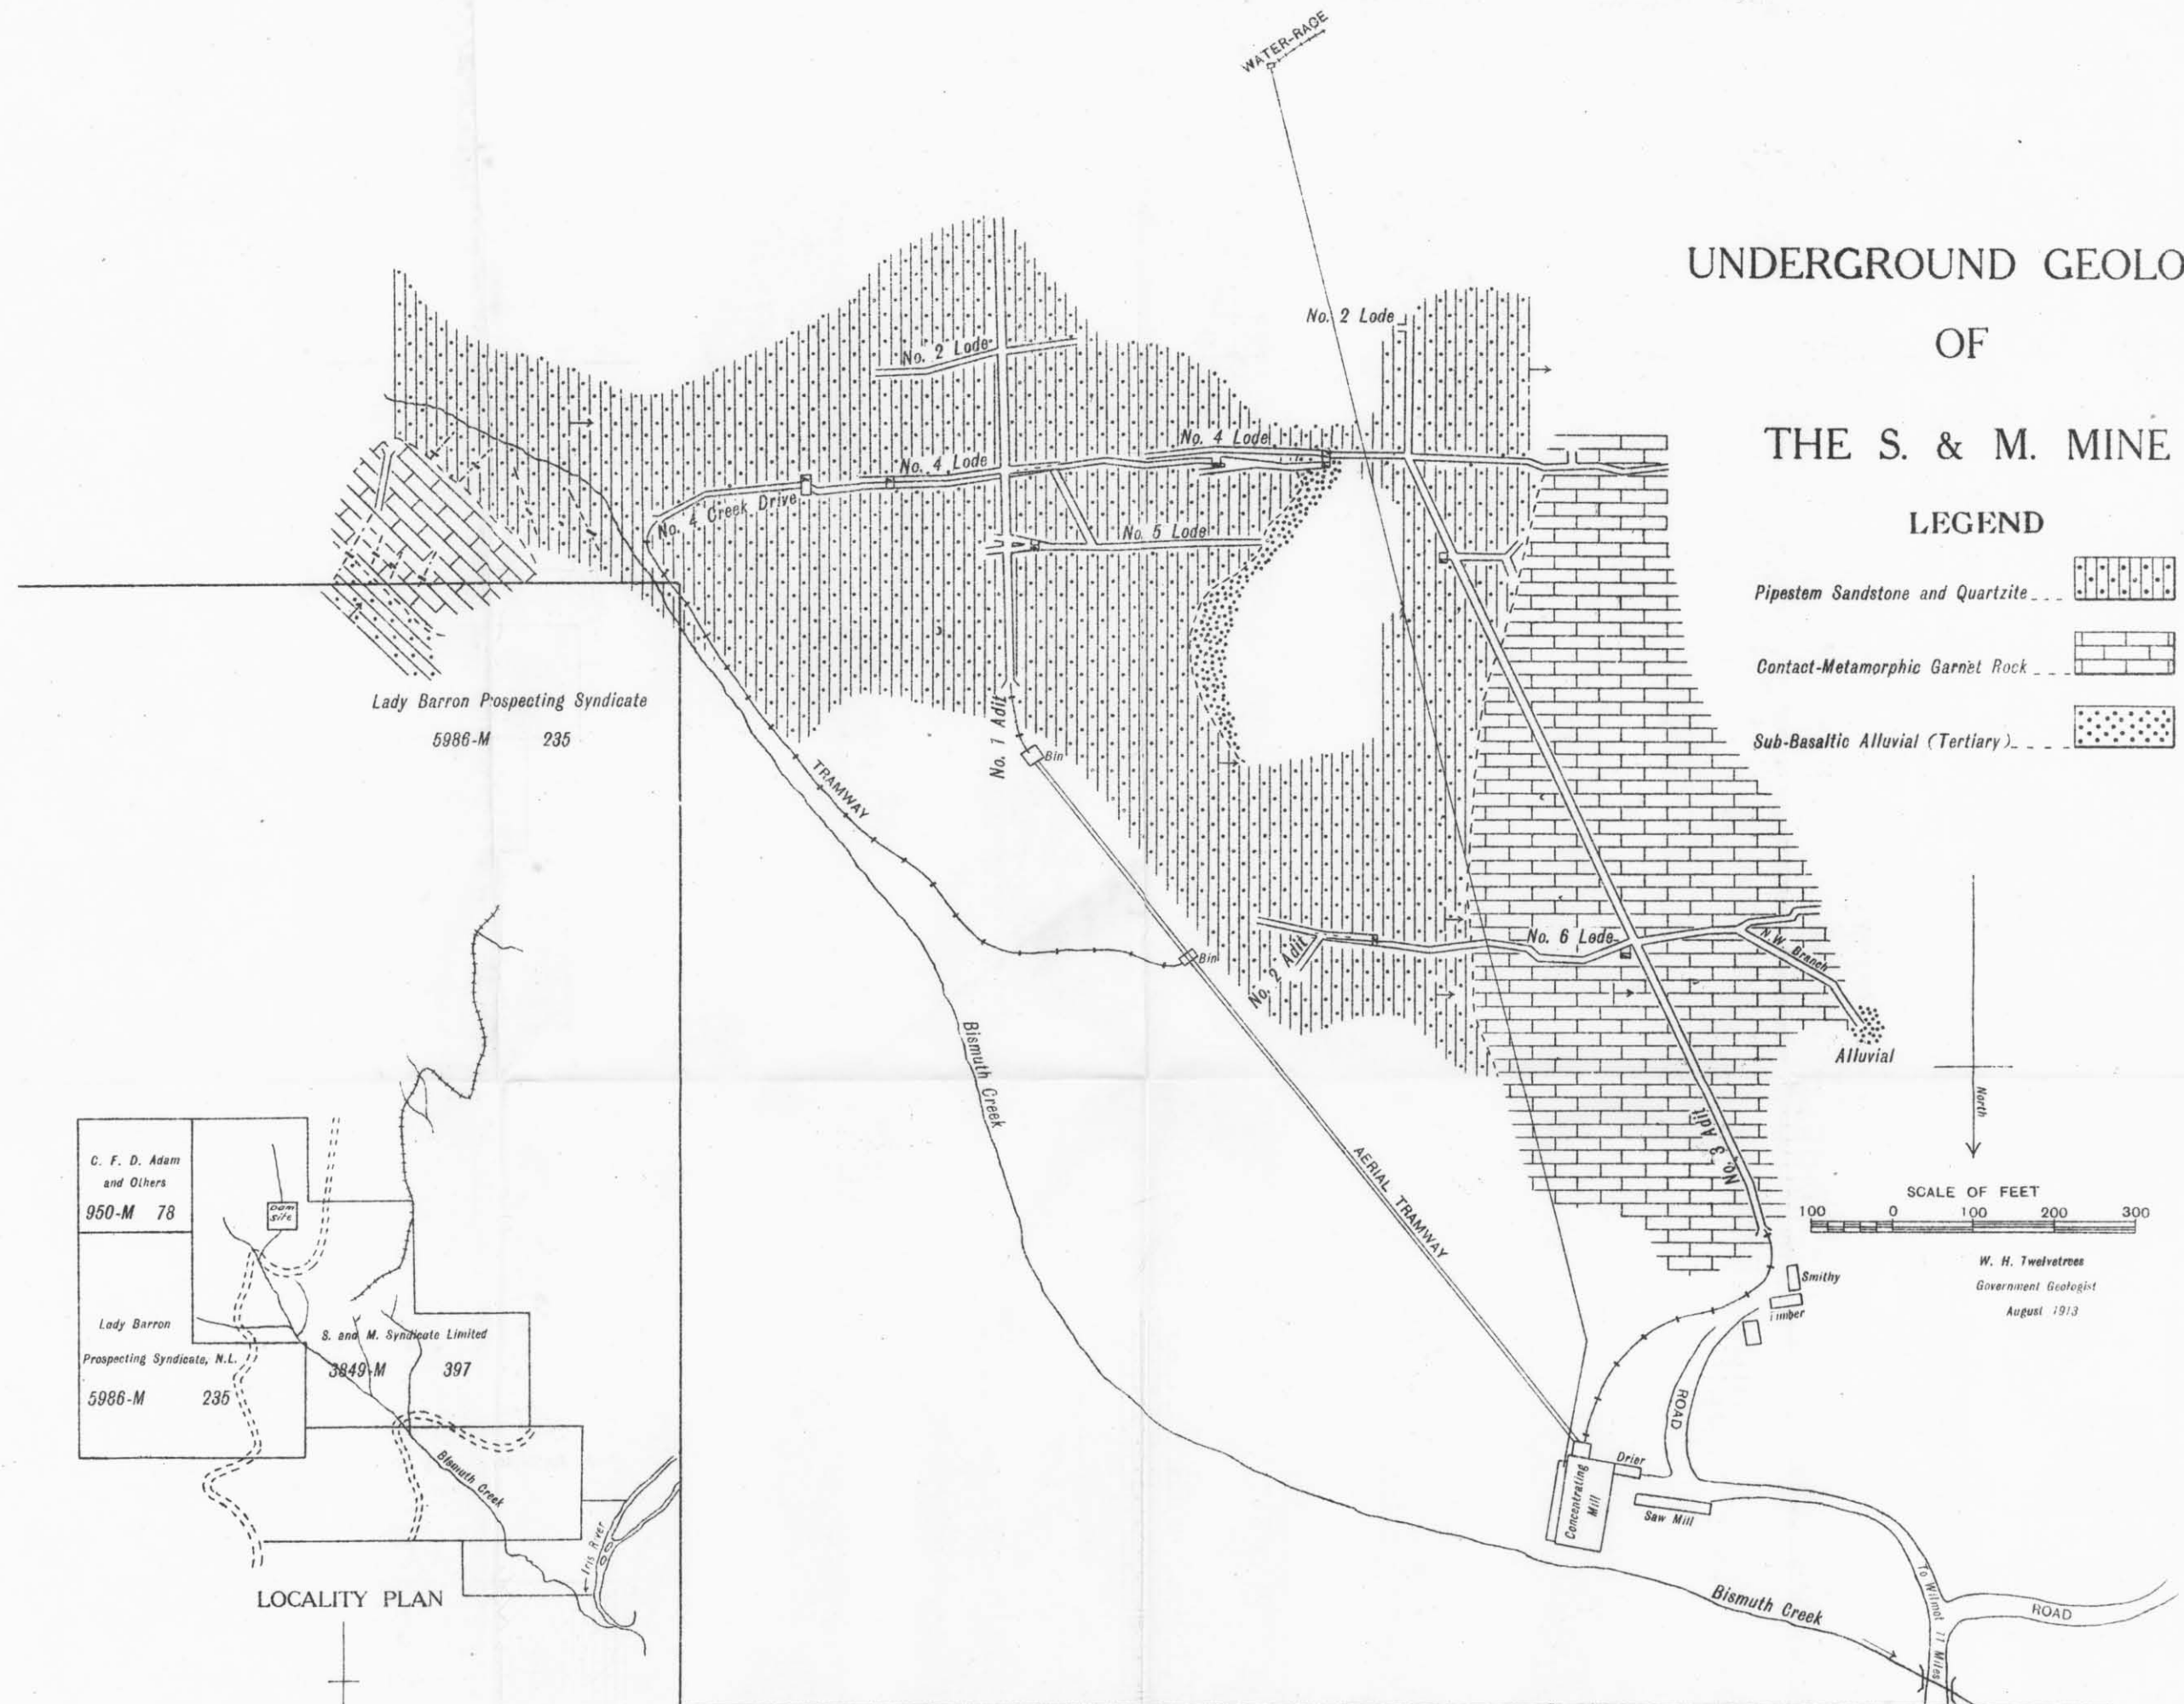 WATER-RACE
UNDERGROUND GEOLO
OF
THE S. & M. MINE
LEGEND
Pipestem Sandstone and Quartzite
Contact-Metamorphic Garnet Rock
Sub-Basaltic Alluvial (Tertiary)
No. 2 Lode
No. 2 Lode
No. 4 Lode
No. 4 Lode
No. 4 Creek Drive
No. 5 Lode
Lady Barron Prospecting Syndicate
5986-M 235
No. 1 Adit
Bin
TRAMWAY
Bin
No. 2 Adit
No. 6 Lode
N.W. Branch
Alluvial
Bismuth Creek
No. 3 Adit
AERIAL TRAMWAY
North
SCALE OF FEET
100 0 100 200 300
W. H. Twelvetrees
Government Geologist
August 1913
Smithy
Timber
ROAD
Drier
Concentrating
Mill
Saw Mill
Bismuth Creek
To Wilmot 11 Miles
ROAD
C. F. D. Adam
and Others
950-M 78
Dam
site
Lady Barron
Prospecting Syndicate, N.L.
5986-M 235
S. and M. Syndicate Limited
3849-M 397
Bismuth Creek
Iris River
LOCALITY PLAN